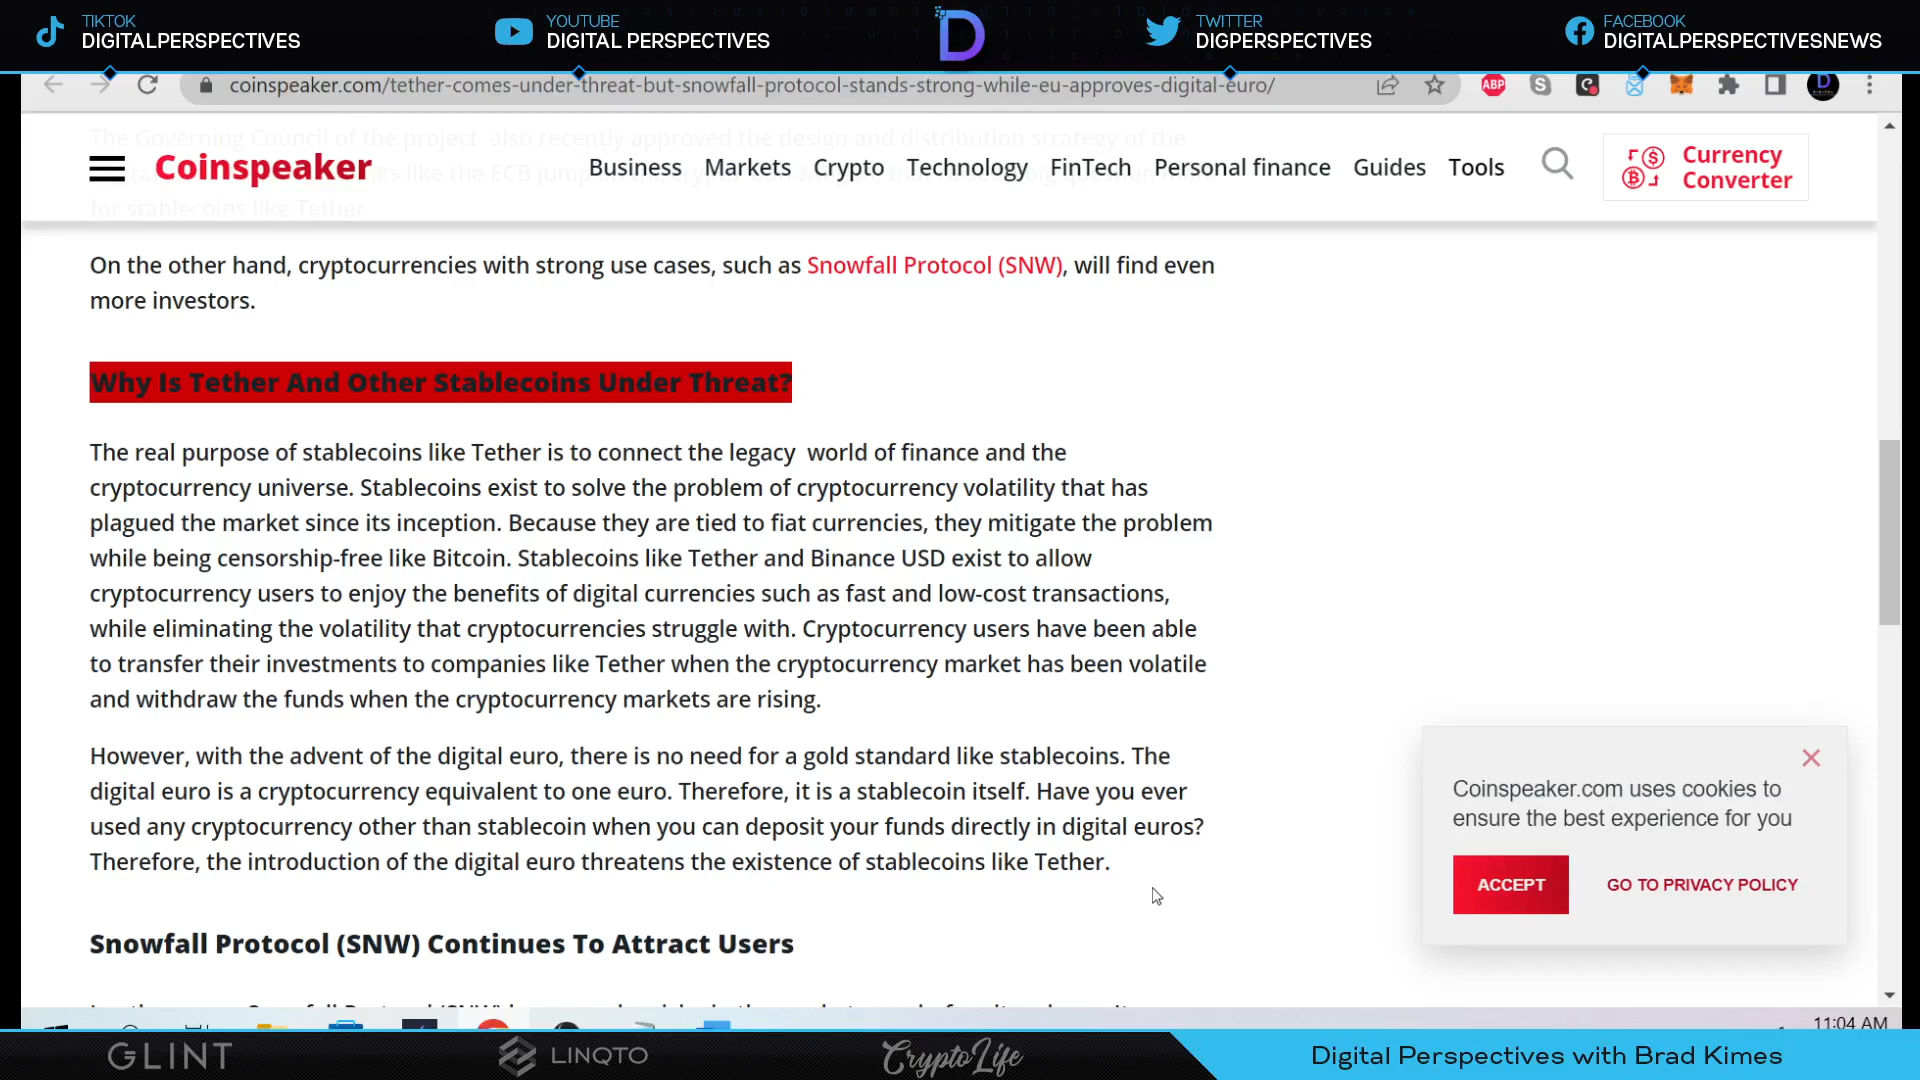 TIKTOK
DIGITALPERSPECTIVES
YOUTUBE
DIGITAL PERSPECTIVES
D
TWITTER
DIGPERSPECTIVES
FACEBOOK
DIGITALPERSPECTIVESNEWS
coinspeaker.com/tether-comes-under-threat-but-snowfall-protocol-stands-strong-while-eu-approves-digital-euro/
ABP
The Governing Council of the project also recently approved the design and distribution strategy of the
for stablecoins like Tether
Coinspeaker
Business Markets Crypto Technology FinTech Personal finance Guides Tools
Currency
Converter
On the other hand, cryptocurrencies with strong use cases, such as Snowfall Protocol (SNW), will find even
more investors.
Why Is Tether And Other Stablecoins Under Threat?
The real purpose of stablecoins like Tether is to connect the legacy world of finance and the
cryptocurrency universe. Stablecoins exist to solve the problem of cryptocurrency volatility that has
plagued the market since its inception. Because they are tied to fiat currencies, they mitigate the problem
while being censorship-free like Bitcoin. Stablecoins like Tether and Binance USD exist to allow
cryptocurrency users to enjoy the benefits of digital currencies such as fast and low-cost transactions,
while eliminating the volatility that cryptocurrencies struggle with. Cryptocurrency users have been able
to transfer their investments to companies like Tether when the cryptocurrency market has been volatile
and withdraw the funds when the cryptocurrency markets are rising.
However, with the advent of the digital euro, there is no need for a gold standard like stablecoins. The
digital euro is a cryptocurrency equivalent to one euro. Therefore, it is a stablecoin itself. Have you ever
used any cryptocurrency other than stablecoin when you can deposit your funds directly in digital euros?
Therefore, the introduction of the digital euro threatens the existence of stablecoins like Tether.
Snowfall Protocol (SNW) Continues To Attract Users
Coinspeaker.com uses cookies to
ensure the best experience for you
ACCEPT
GO TO PRIVACY POLICY
11:04 AM
GLINT
LINQTO
CryptoLife
Digital Perspectives with Brad Kimes